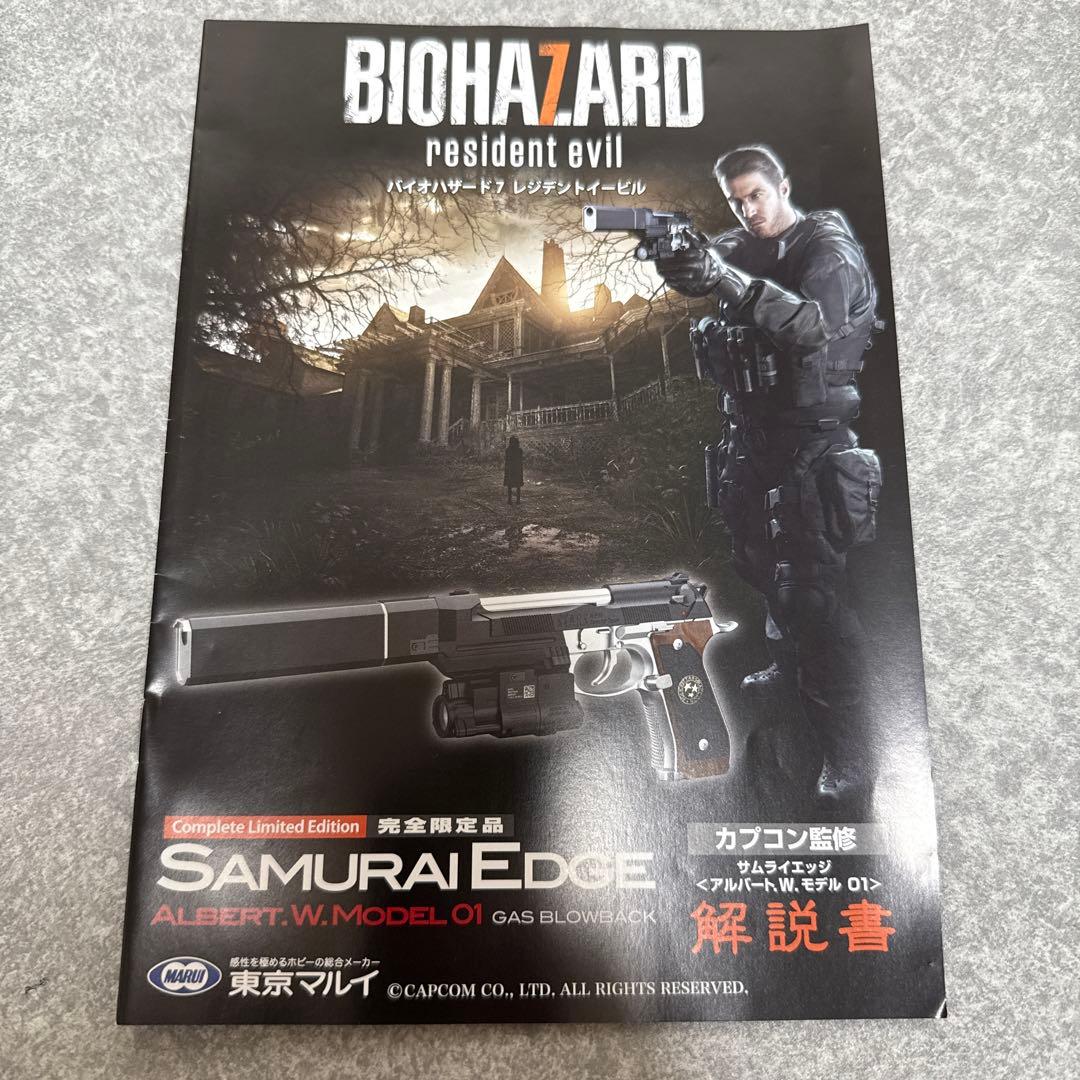 BIOHA7ARD
resident evil
バイオハザード7 レジデントイービル
Complete Limited Edition 完全限定品
SAMURAI EDGE
ALBERT.W.MODEL 01 GAS BLOWBACK
カプコン監修
サムライエッジ
<アルバート.W.モデル 01>
解説書
MARUI
感性を極めるホビーの総合メーカー
東京マルイ
©CAPCOM CO., LTD. ALL RIGHTS RESERVED.